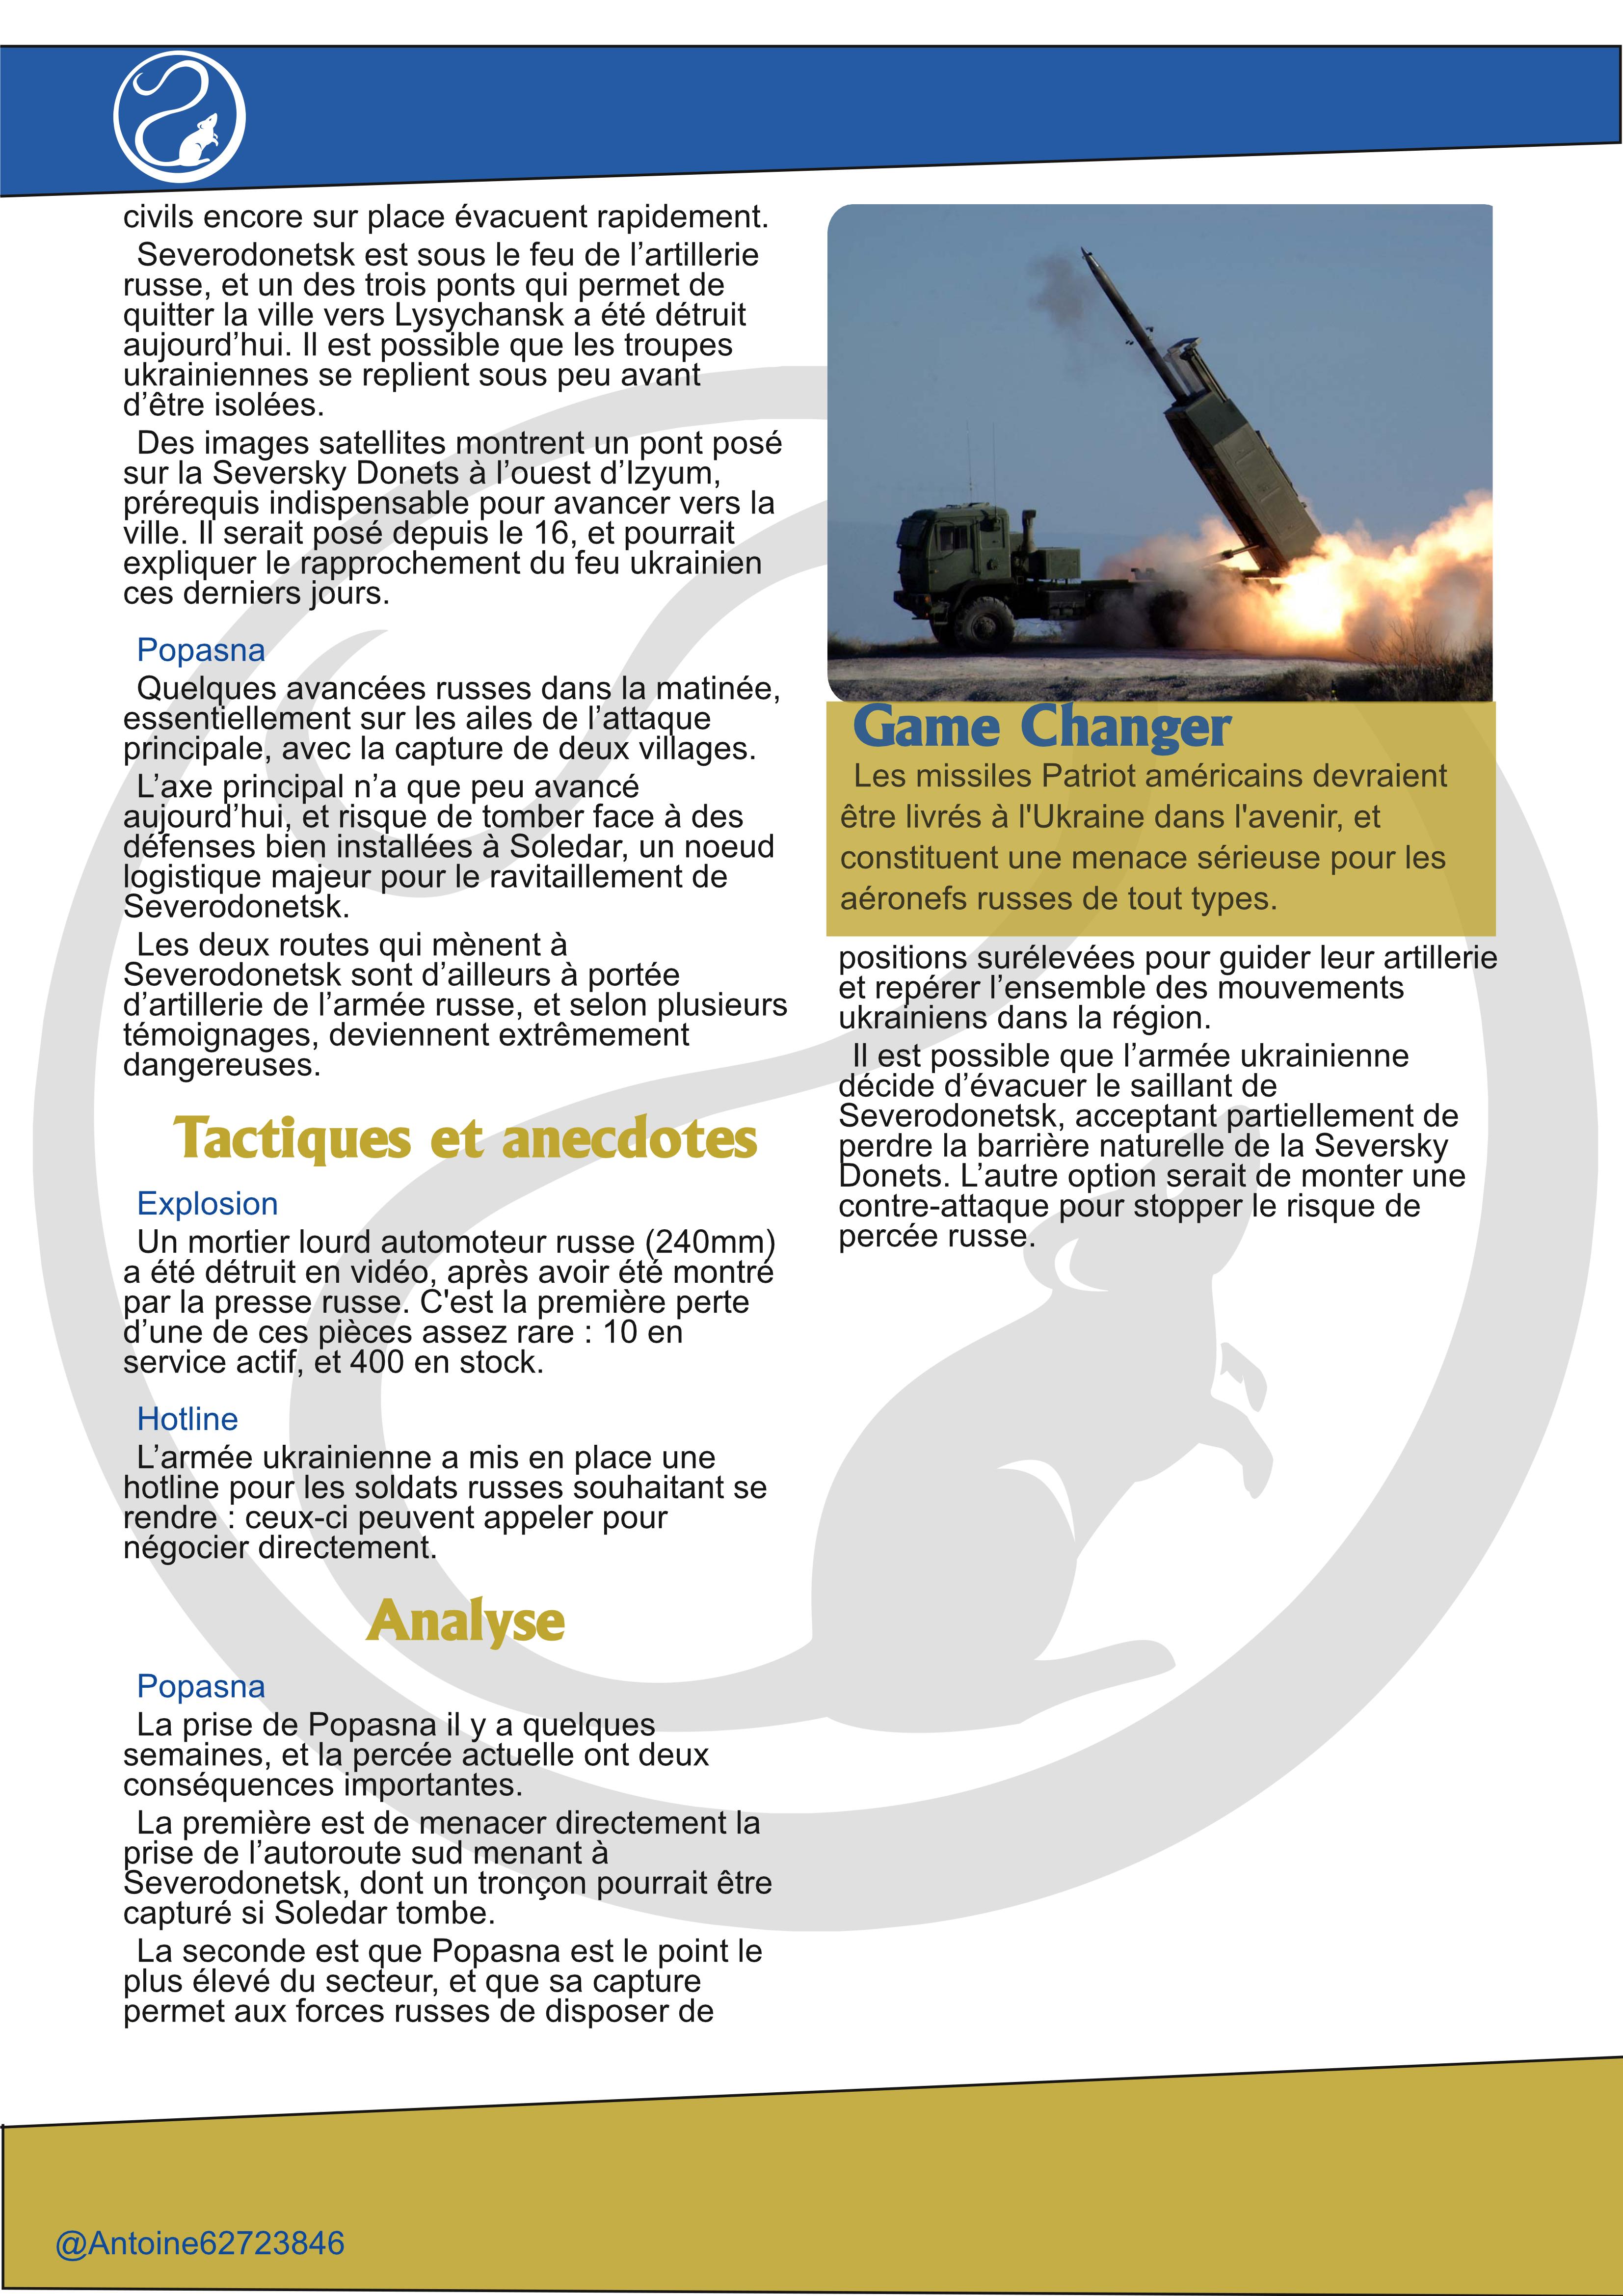 civils encore sur place évacuent rapidement.
Severodonetsk est sous le feu de l’artillerie
russe, et un des trois ponts qui permet de
quitter la ville vers Lysychansk a été détruit
aujourd’hui. Il est possible que les troupes
ukrainiennes se replient sous peu avant
d’être isolées.
Des images satellites montrent un pont posé
sur la Seversky Donets à l’ouest d’Izyum,
prérequis indispensable pour avancer vers la
ville. Il serait posé depuis le 16, et pourrait
expliquer le rapprochement du feu ukrainien
ces derniers jours.
Popasna
Quelques avancées russes dans la matinée,
essentiellement sur les ailes de l’attaque
principale, avec la capture de deux villages.
L’axe principal n’a que peu avancé
aujourd’hui, et risque de tomber face à des
défenses bien installées à Soledar, un noeud
logistique majeur pour le ravitaillement de
Severodonetsk.
Les deux routes qui mènent à
Severodonetsk sont d’ailleurs à portée
d’artillerie de l’armée russe, et selon plusieurs
témoignages, deviennent extrêmement
dangereuses.
Tactiques et anecdotes
Explosion
Un mortier lourd automoteur russe (240mm)
a été détruit en vidéo, après avoir été montré
par la presse russe. C'est la première perte
d’une de ces pièces assez rare : 10 en
service actif, et 400 en stock.
Hotline
L’armée ukrainienne a mis en place une
hotline pour les soldats russes souhaitant se
rendre : ceux-ci peuvent appeler pour
négocier directement.
Analyse
Popasna
La prise de Popasna il y a quelques
semaines, et la percée actuelle ont deux
conséquences importantes.
La première est de menacer directement la
prise de l’autoroute sud menant à
Severodonetsk, dont un tronçon pourrait être
capturé si Soledar tombe.
La seconde est que Popasna est le point le
plus élevé du secteur, et que sa capture
permet aux forces russes de disposer de
Game Changer
Les missiles Patriot américains devraient
être livrés à l'Ukraine dans l'avenir, et
constituent une menace sérieuse pour les
aéronefs russes de tout types.
positions surélevées pour guider leur artillerie
et repérer l’ensemble des mouvements
ukrainiens dans la région.
Il est possible que l’armée ukrainienne
décide d’évacuer le saillant de
Severodonetsk, acceptant partiellement de
perdre la barrière naturelle de la Seversky
Donets. L’autre option serait de monter une
contre-attaque pour stopper le risque de
percée russe.
@Antoine62723846